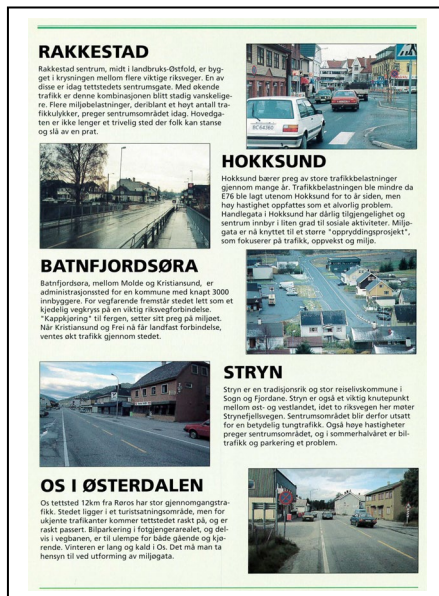 RAKKESTAD
Rakkestad sentrum, midt i landbruks-Østfold, er byg-
get i krysningen mellom flere viktige riksveger. En av
disse er idag tettstedets sentrumsgate. Med økende
trafikk er denne kombinasjonen blitt stadig vanskelige-
re. Flere miljøbelastninger, deriblant et høyt antall tra-
fikkulykker, preger sentrumsområdet idag. Hovedga-
ten er ikke lenger et trivelig sted der folk kan stanse
og slå av en prat.
HOKKSUND
Hokksund bærer preg av store trafikkbelastninger
gjennom mange år. Trafikkbelastningen ble mindre da
E76 ble lagt utenom Hokksund for to år siden, men
høy hastighet oppfattes som et alvorlig problem.
Handlegata i Hokksund har dårlig tilgjengelighet og
sentrum innbyr i liten grad til sosiale aktiviteter. Miljø-
gata er nå knyttet til et større "oppryddingsprosjekt",
som fokuserer på trafikk, oppvekst og miljø.
BATNFJORDSØRA
Batnfjordsøra, mellom Molde og Kristiansund, er
administrasjonssted for en kommune med knapt 3000
innbyggere. For vegfarende fremstår stedet lett som et
kjedelig vegkryss på en viktig riksvegforbindelse.
"Kappkjøring" til fergen, setter sitt preg på miljøet.
Når Kristiansund og Frei nå får landfast forbindelse,
ventes økt trafikk gjennom stedet.
STRYN
Stryn er en tradisjonsrik og stor reiselivskommune i
Sogn og Fjordane. Stryn er også et viktig knutepunkt
mellom øst- og vestlandet, idet to riksveger her møter
Strynefjellsvegen. Sentrumsområdet blir derfor utsatt
for en betydelig tungtrafikk. Også høye hastigheter
preger sentrumsområdet, og i sommerhalvåret er bil-
trafikk og parkering et problem.
OS I ØSTERDALEN
Os tettsted 12km fra Røros har stor gjennomgangstra-
fikk. Stedet ligger i et turistsatningsområde, men for
ukjente trafikanter kommer tettstedet raskt på, og er
raskt passert. Bilparkering i fotgjengerarealet, og del-
vis i vegbanen, er til ulempe for både gående og kjø-
rende. Vinteren er lang og kald i Os. Det må man ta
hensyn til ved utforming av miljøgata.